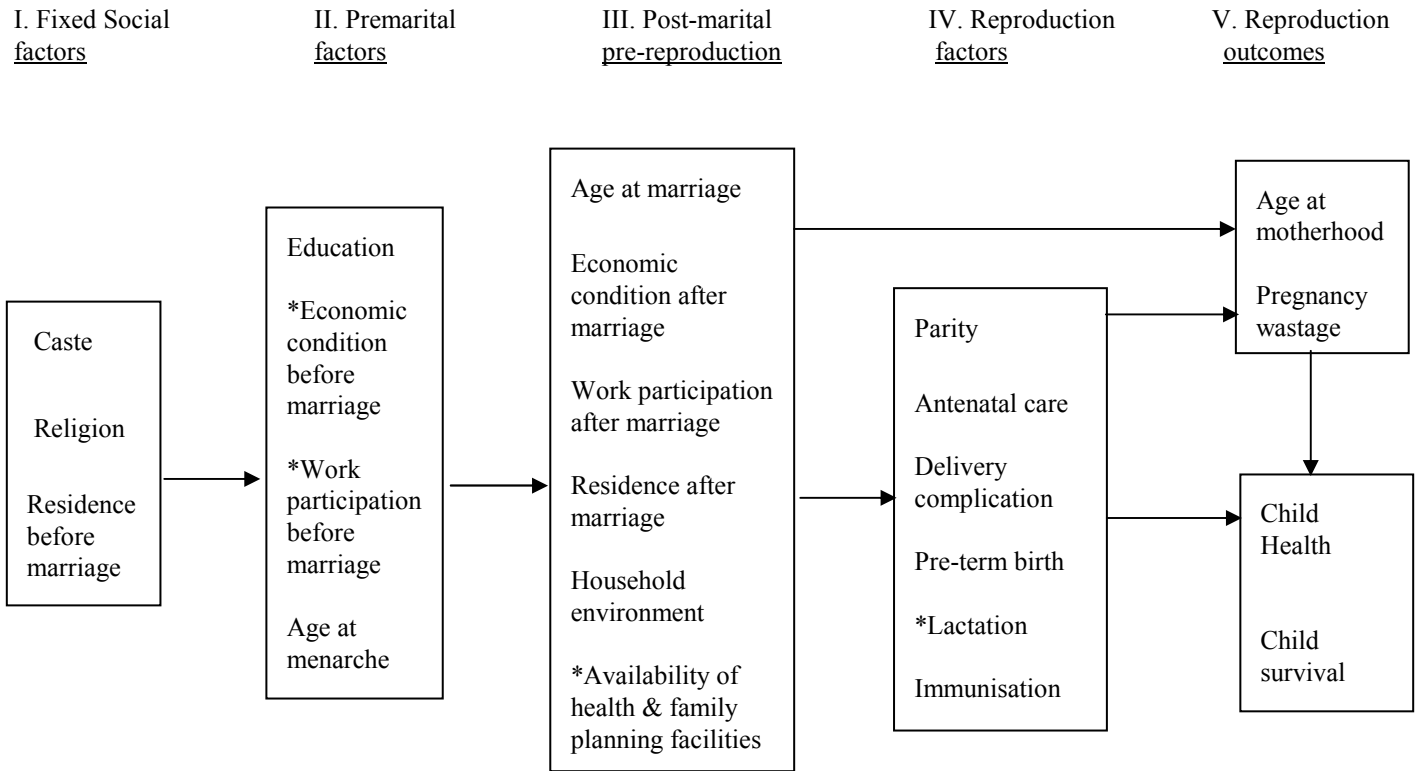 I. Fixed Social
factors
II. Premarital
factors
III. Post-marital
pre-reproduction
IV. Reproduction
factors
V. Reproduction
outcomes
Caste
Religion
Residence
before
marriage
Education
*Economic
condition
before
marriage
*Work
participation
before
marriage
Age at
menarche
Age at marriage
Economic
condition after
marriage
Work participation
after marriage
Residence after
marriage
Household
environment
*Availability of
health & family
planning facilities
Parity
Antenatal care
Delivery
complication
Pre-term birth
*Lactation
Immunisation
Age at
motherhood
Pregnancy
wastage
Child
Health
Child
survival